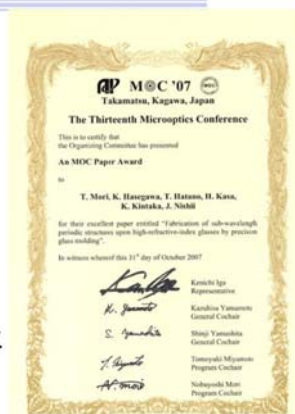 AP MOC '07
Takamatsu, Kagawa, Japan
The Thirteenth Microoptics Conference
This is to certify that
the Organizing Committee has presented
An MOC Paper Award
to
T. Mori, K. Hasegawa, T. Hatano, H. Kasa,
K. Kintaka, J. Nishii
for their excellent paper entitled "Fabrication of sub-wavelength
periodic structures upon high-refractive-index glasses by precision
glass molding".
In witness whereof this 31st day of October 2007
Kenichi Iga
Representative
K. Yamamoto
Kazuhisa Yamamoto
General Cochair
S. Yamashita
Shinji Yamashita
General Cochair
Tomoyuki Miyamoto
Program Cochair
N. Mori
Nobuyoshi Mori
Program Cochair